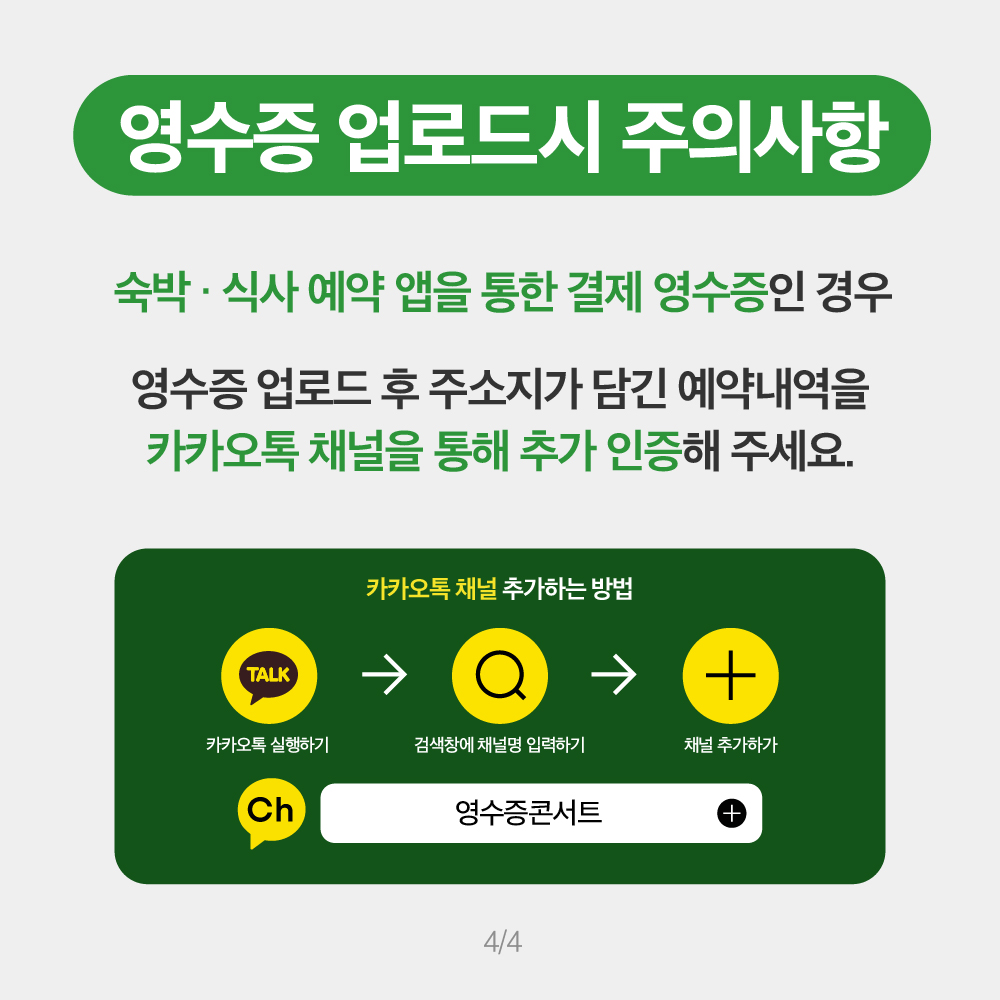 영수증 업로드시 주의사항
숙박 · 식사 예약 앱을 통한 결제 영수증인 경우
영수증 업로드 후 주소지가 담긴 예약내역을
카카오톡 채널을 통해 추가 인증해 주세요.
카카오톡 채널 추가하는 방법
TALK
카카오톡 실행하기
검색창에 채널명 입력하기
채널 추가하가
Ch
영수증콘서트
4/4